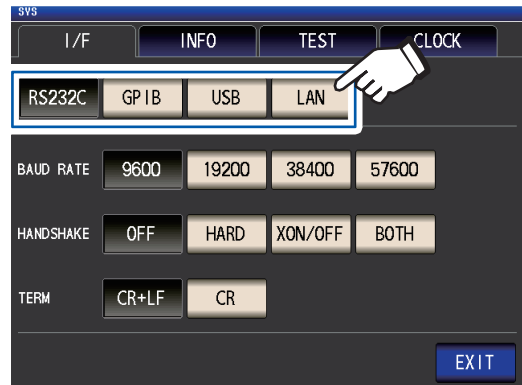 SYS
I/F INFO TEST CLOCK
RS232C GPIB USB LAN
BAUD RATE 9600 19200 38400 57600
HANDSHAKE OFF HARD XON/OFF BOTH
TERM CR+LF CR
EXIT